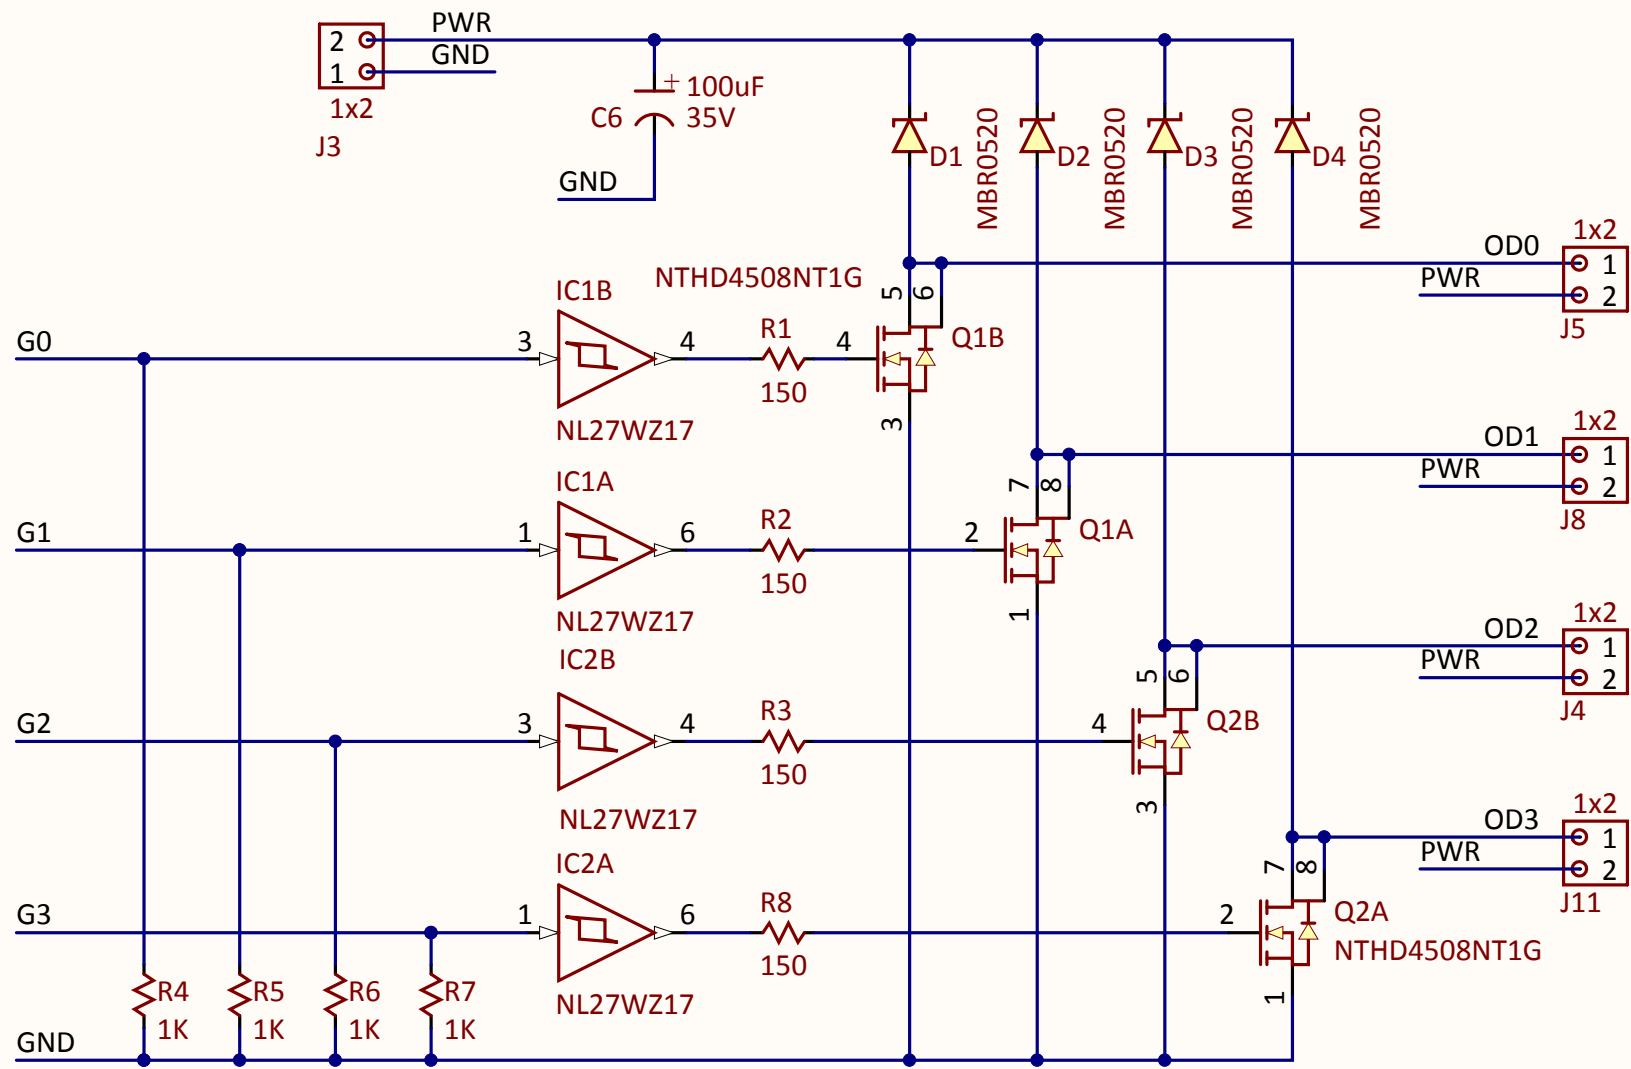 PWR
2
GND
1
1x2
J3
+ 100uF
C6 35V
GND
D1
MBR0520
D2
MBR0520
D3
MBR0520
D4
MBR0520
1x2
OD0
1
PWR
2
J5
NTHD4508NT1G
IC1B
5 6
G0
3
4
R1
150
4
Q1B
3
NL27WZ17
1x2
OD1
1
PWR
2
J8
IC1A
7 8
G1
1
6
R2
150
2
Q1A
1
NL27WZ17
1x2
OD2
1
PWR
2
J4
IC2B
5 6
G2
3
4
R3
150
4
Q2B
3
NL27WZ17
1x2
OD3
1
PWR
2
J11
IC2A
7 8
G3
1
6
R8
150
2
Q2A
NTHD4508NT1G
1
NL27WZ17
R4
1K
R5
1K
R6
1K
R7
1K
GND